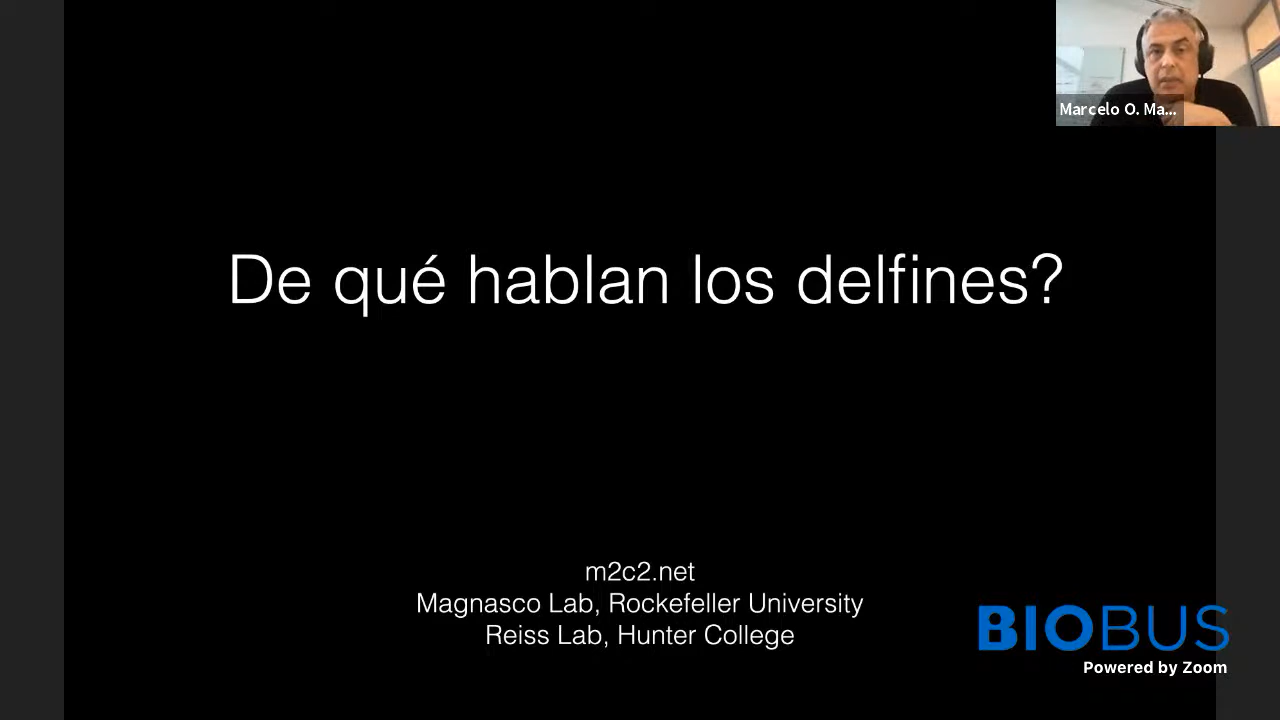 Marcelo O. Ma...
De qué hablan los delfines?
m2c2.net
Magnasco Lab, Rockefeller University
Reiss Lab, Hunter College
BIOBUS
Powered by Zoom